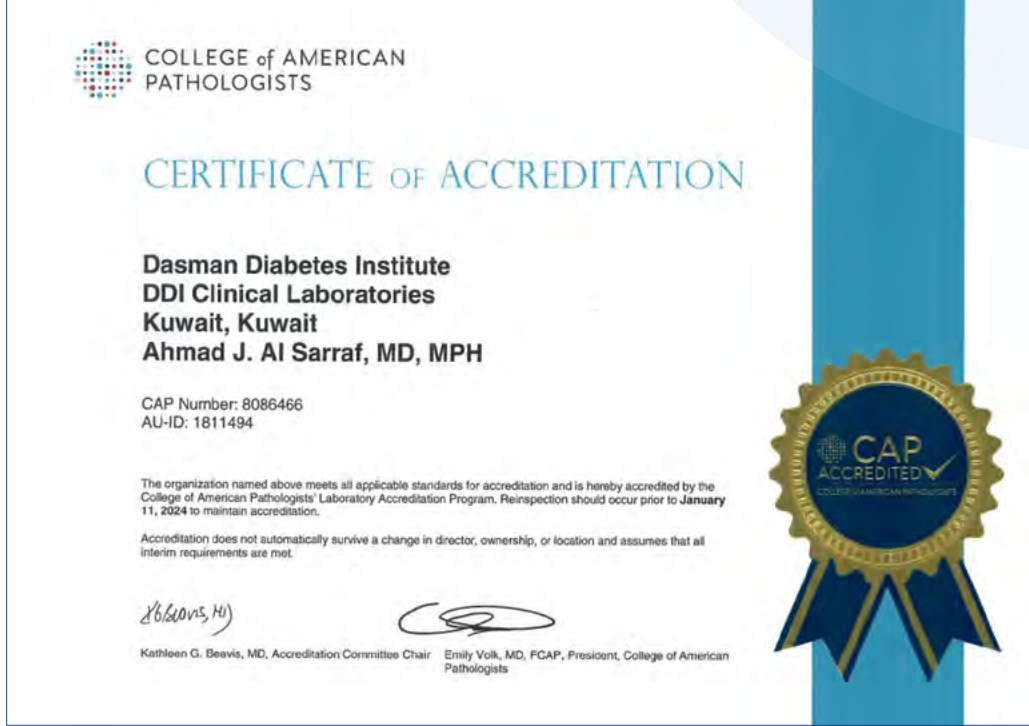 COLLEGE of AMERICAN
PATHOLOGISTS
CERTIFICATE OF ACCREDITATION
Dasman Diabetes Institute
DDI Clinical Laboratories
Kuwait, Kuwait
Ahmad J. Al Sarraf, MD, MPH
CAP Number: 8086466
AU-ID: 1811494
The organization named above meets all applicable standards for accreditation and is hereby accredited by the
College of American Pathologists' Laboratory Accreditation Program. Reinspection should occur prior to January
11, 2024 to maintain accreditation.
Accreditation does not automatically survive a change in director, ownership, or location and assumes that all
interim requirements are met.
Kathleen G. Beavis, MD, Accreditation Committee Chair
Emily Volk, MD, FCAP, President, College of American
Pathologists
CAP
ACCREDITED
COLLEGE of AMERICAN PATHOLOGISTS